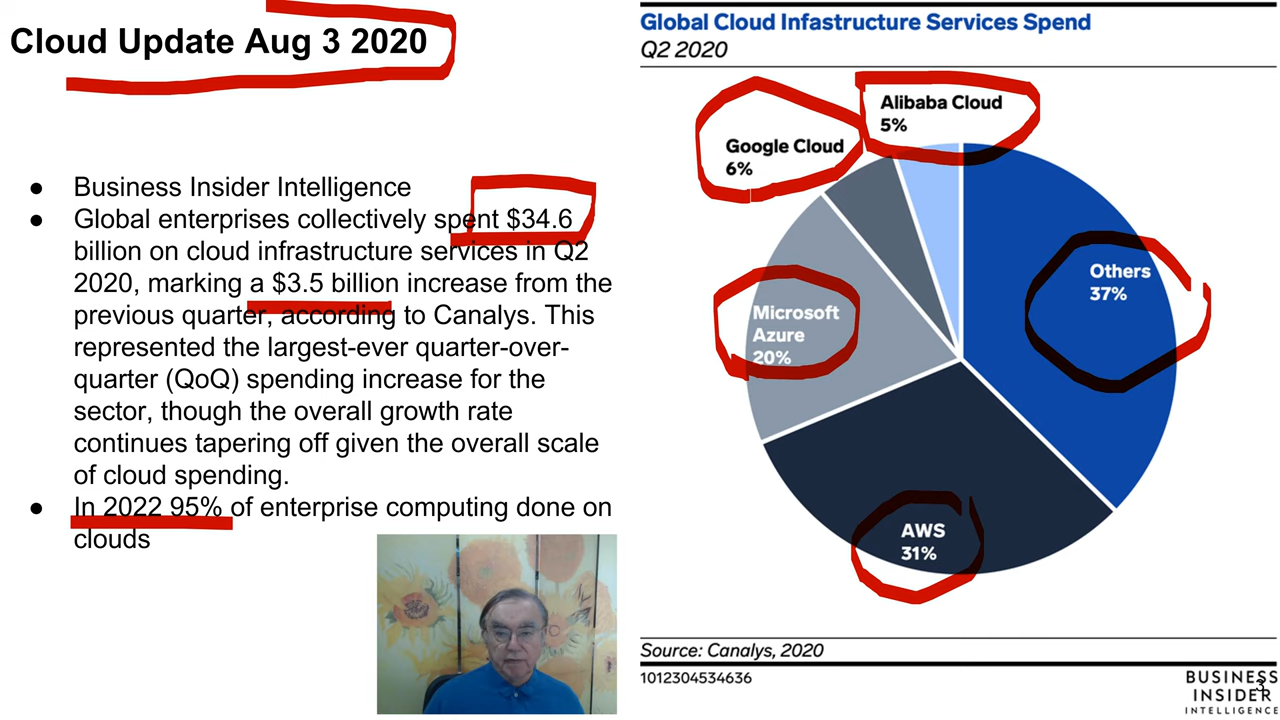 Cloud Update Aug 3 2020
● Business Insider Intelligence
● Global enterprises collectively spent $34.6
billion on cloud infrastructure services in Q2
2020, marking a $3.5 billion increase from the
previous quarter, according to Canalys. This
represented the largest-ever quarter-over-
quarter (QoQ) spending increase for the
sector, though the overall growth rate
continues tapering off given the overall scale
of cloud spending.
● In 2022 95% of enterprise computing done on
clouds
Global Cloud Infastructure Services Spend
Q2 2020
Alibaba Cloud
5%
Google Cloud
6%
Others
37%
Microsoft
Azure
20%
AWS
31%
Source: Canalys, 2020
1012304534636
BUSINESS
INSIDER
INTELLIGENCE
3